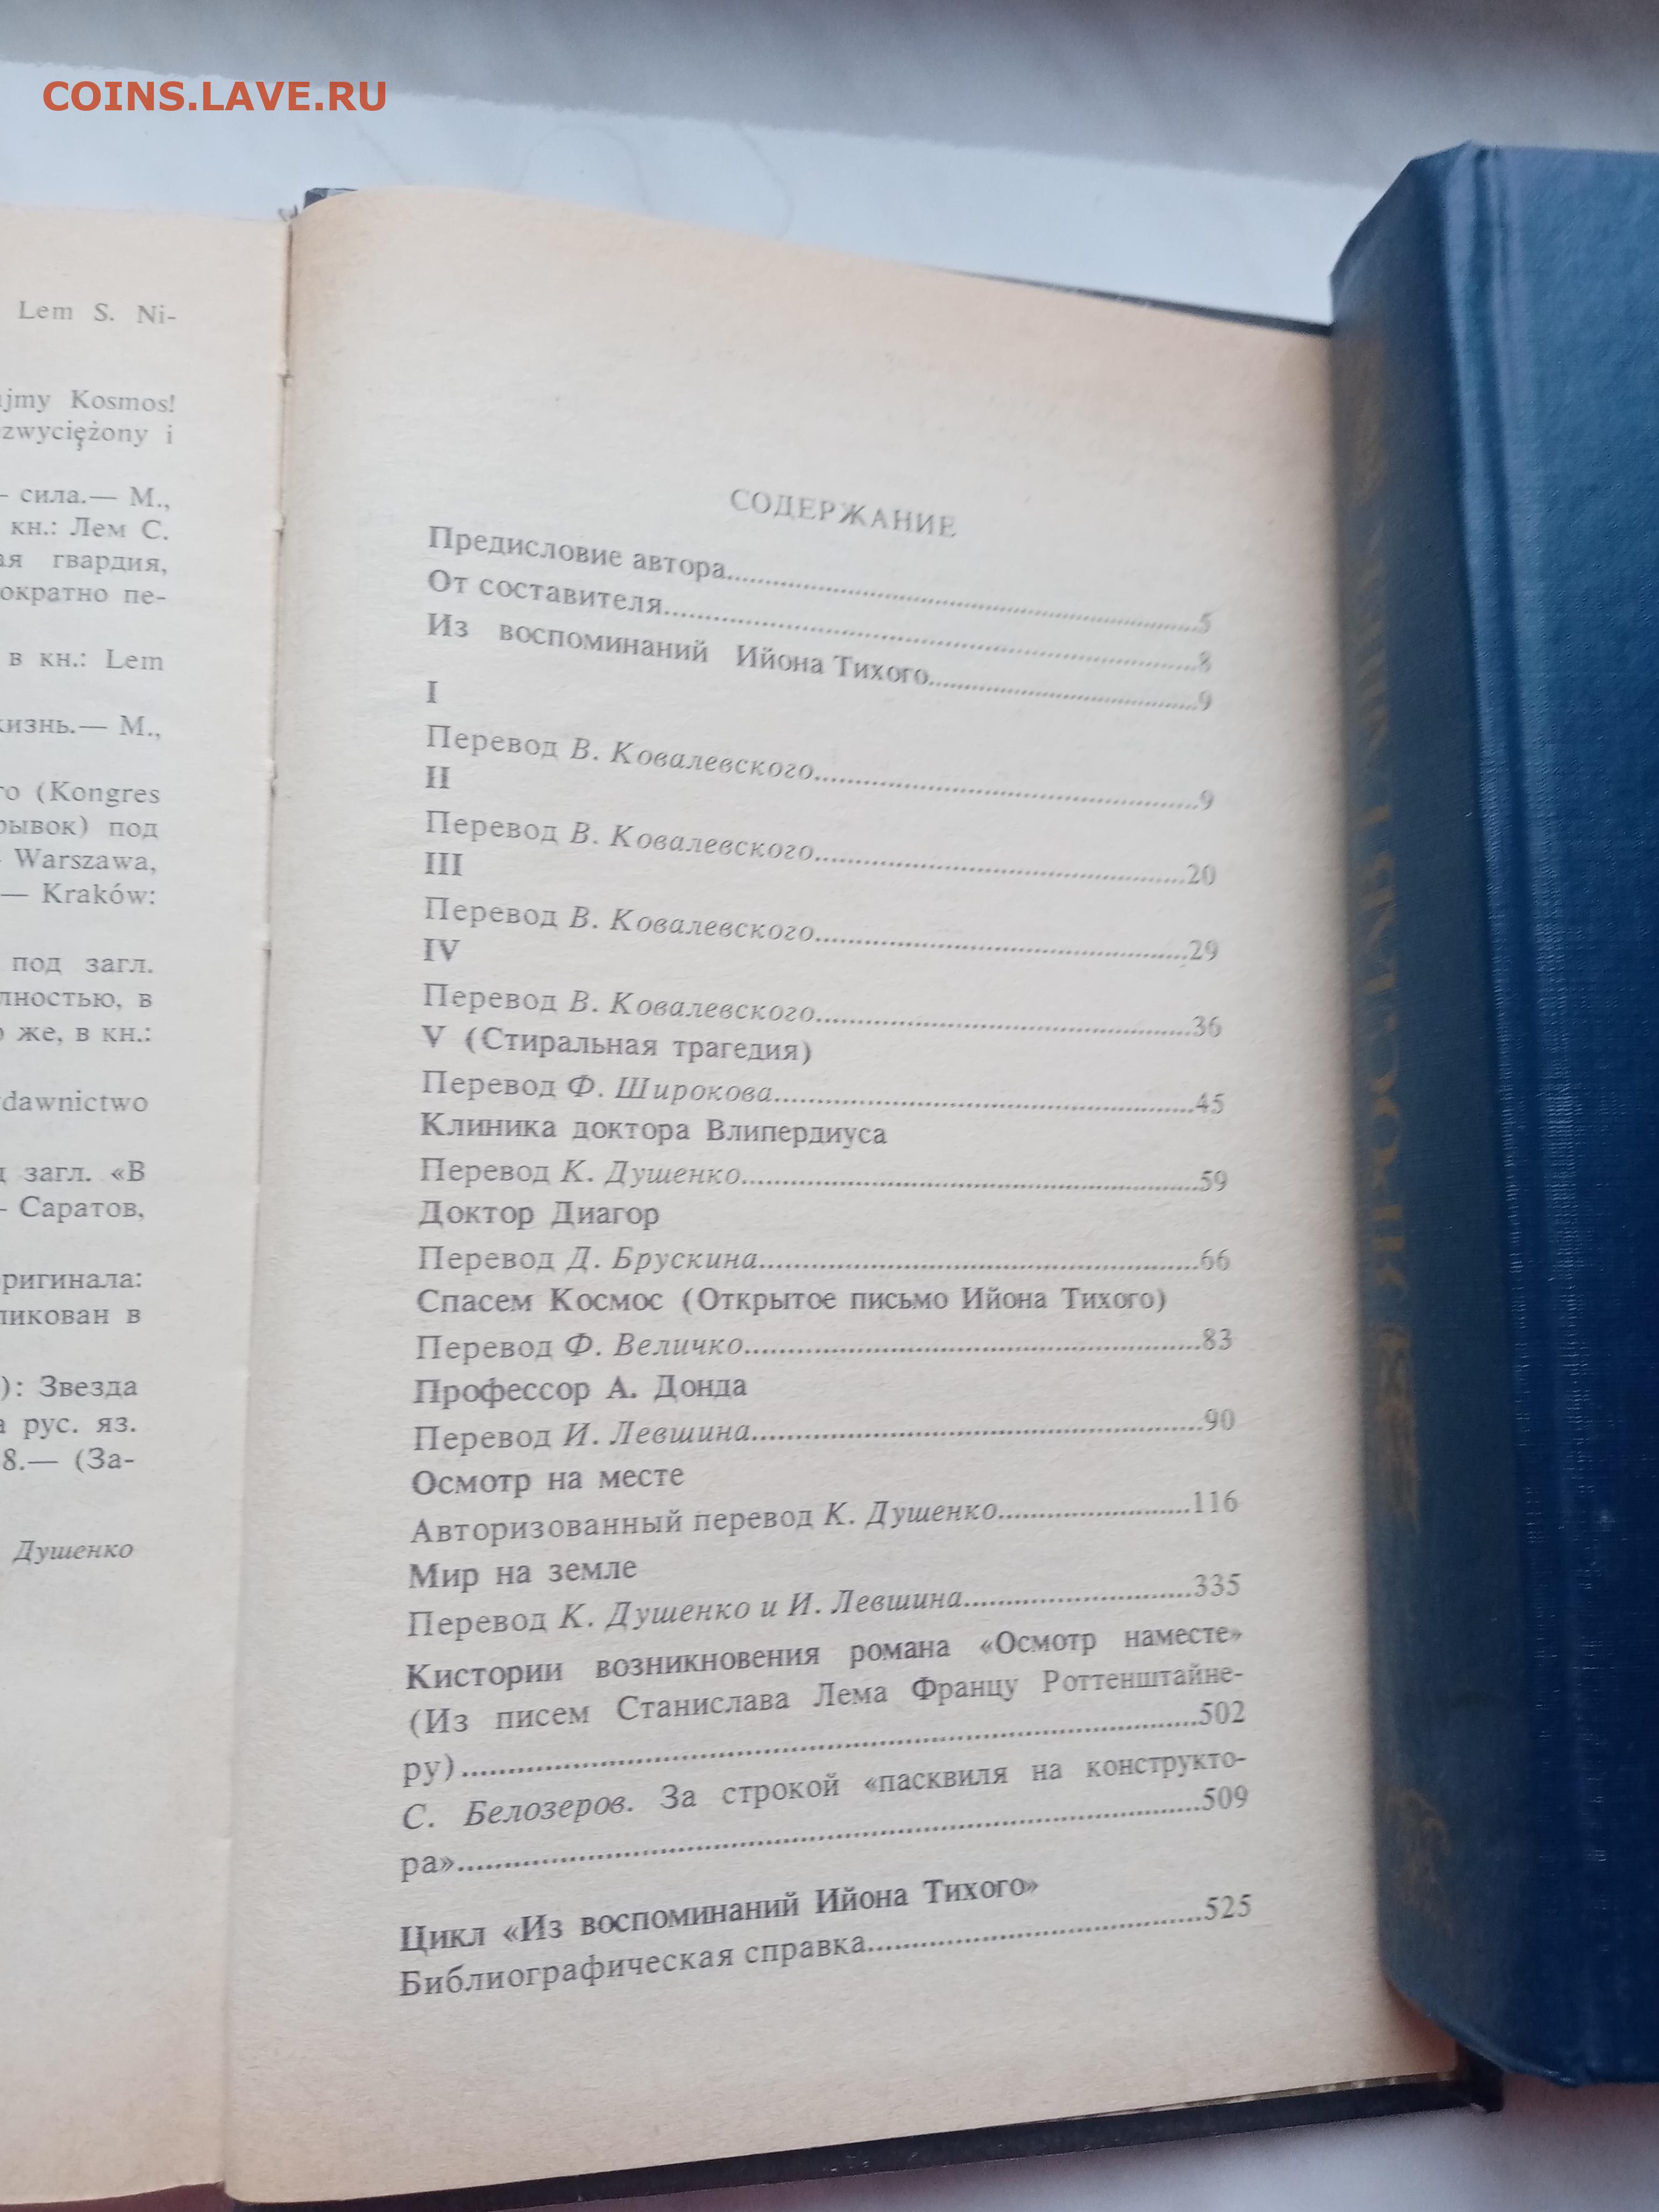 COINS.LAVE.RU
Lem S. Ni-
jmy Kosmos!
zwyciężony i
— сила.— М.,
кн.: Лем С.
ая гвардия,
ократно пе-
в кн.: Lem
жизнь.— М.,
го (Kongres
рывок) под
Warszawa,
— Kraków:
под загл.
лностью, в
о же, в кн.:
dawnictwo
загл. «В
— Саратов,
оригинала:
ликован в
): Звезда
а рус. яз.
8.— (За-
Душенко
СОДЕРЖАНИЕ
Предисловие автора..........5
От составителя..........8
Из воспоминаний Ийона Тихого..........9
I
Перевод В. Ковалевского..........9
II
Перевод В. Ковалевского..........20
III
Перевод В. Ковалевского..........29
IV
Перевод В. Ковалевского..........36
V (Стиральная трагедия)
Перевод Ф. Широкова..........45
Клиника доктора Влипердиуса
Перевод К. Душенко..........59
Доктор Диагор
Перевод Д. Брускина..........66
Спасем Космос (Открытое письмо Ийона Тихого)
Перевод Ф. Величко..........83
Профессор А. Донда
Перевод И. Левшина..........90
Осмотр на месте
Авторизованный перевод К. Душенко..........116
Мир на земле
Перевод К. Душенко и И. Левшина..........335
Кистории возникновения романа «Осмотр наместе»
(Из писем Станислава Лема Францу Роттенштайне-
ру)..........502
С. Белозеров. За строкой «пасквиля на конструкто-
ра»..........509
Цикл «Из воспоминаний Ийона Тихого»
Библиографическая справка..........525